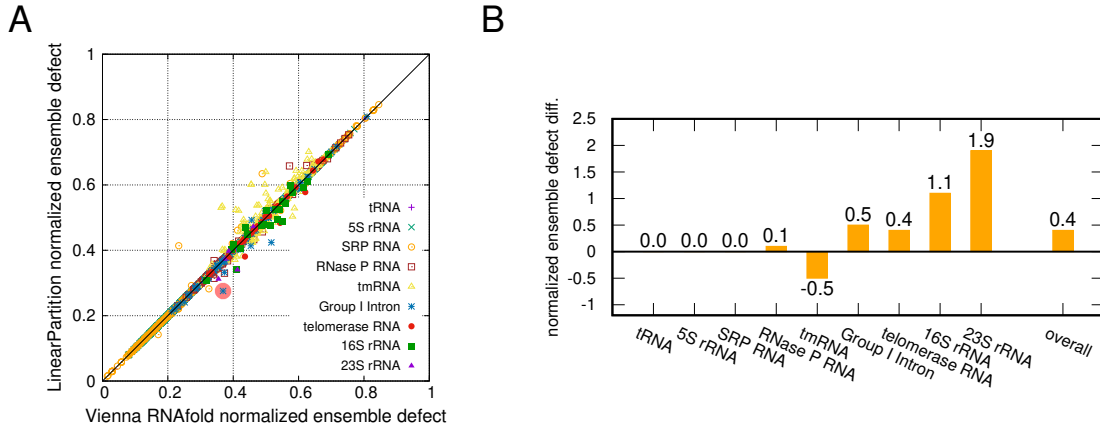 A
LinearPartition normalized ensemble defect
1
0.8
0.6
0.4
0.2
0
0
0.2
0.4
0.6
0.8
1
Vienna RNAfold normalized ensemble defect
tRNA
5S rRNA
SRP RNA
RNase P RNA
tmRNA
Group I Intron
telomerase RNA
16S rRNA
23S rRNA
B
normalized ensemble defect diff.
2.5
2
1.5
1
0.5
0
-0.5
-1
0.0
0.0
0.0
0.1
-0.5
0.5
0.4
1.1
1.9
0.4
tRNA
5S rRNA
SRP RNA
RNase P RNA
tmRNA
Group I Intron
telomerase RNA
16S rRNA
23S rRNA
overall